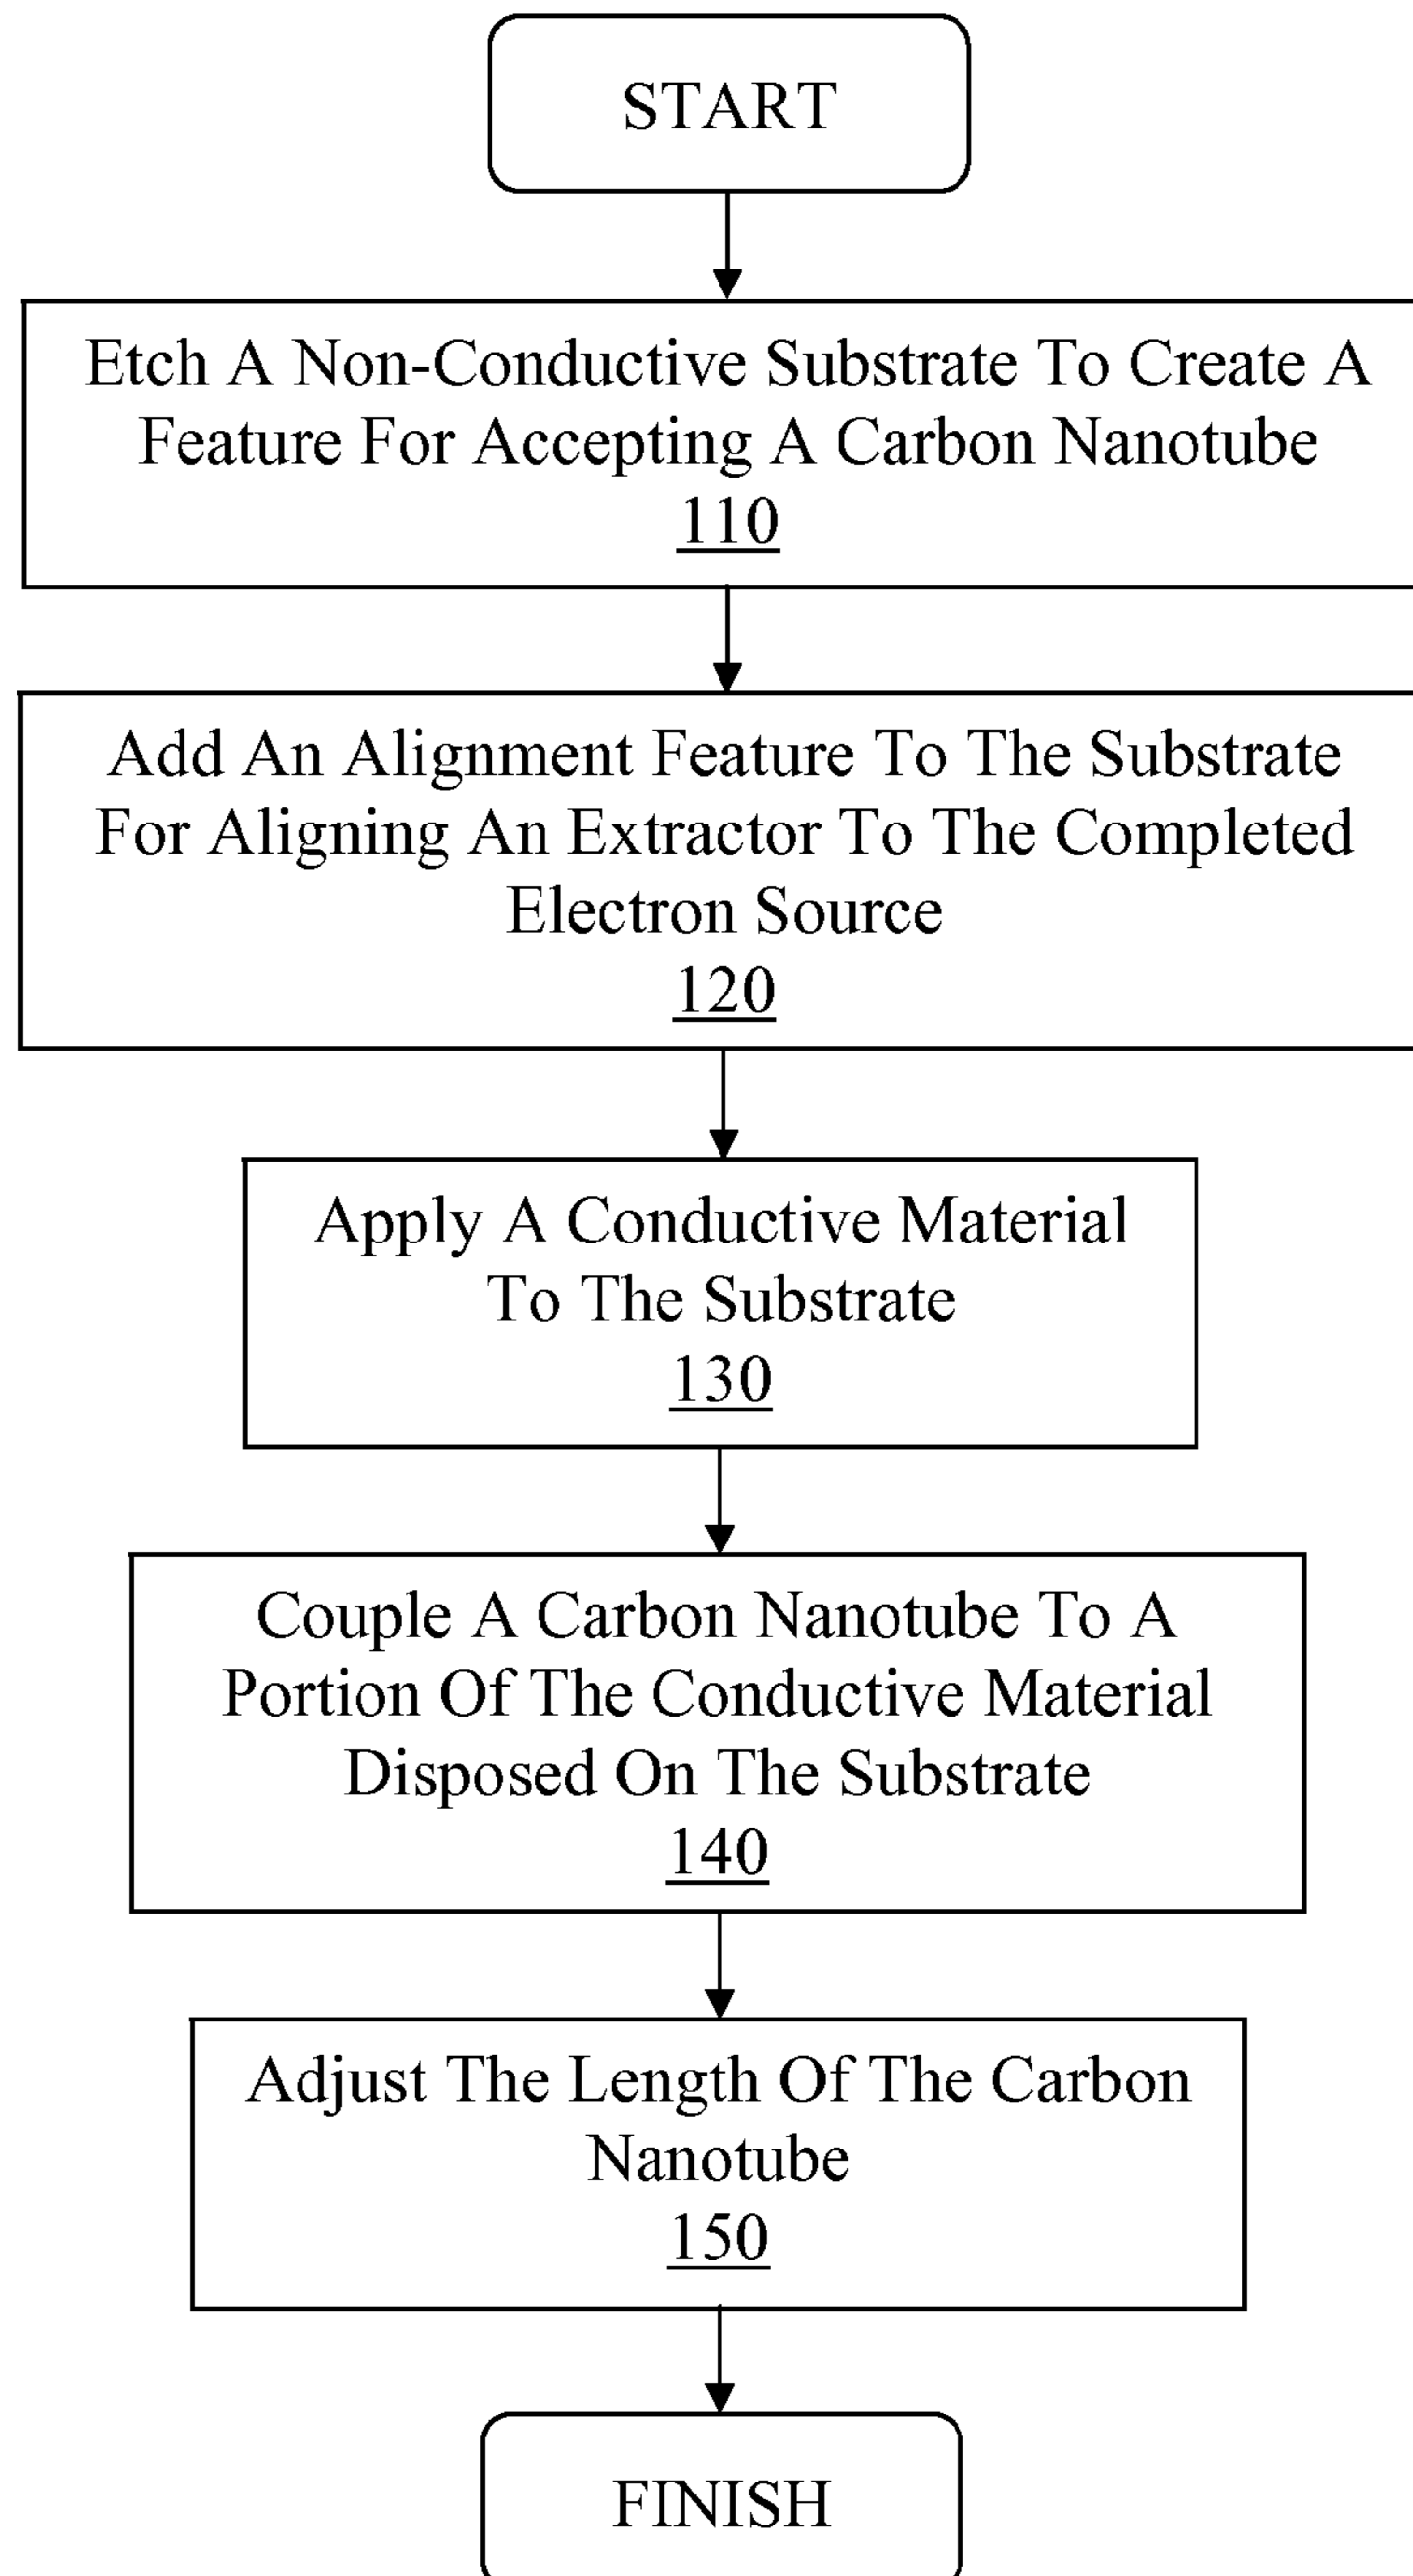 START
Etch A Non-Conductive Substrate To Create A
Feature For Accepting A Carbon Nanotube
110
Add An Alignment Feature To The Substrate
For Aligning An Extractor To The Completed
Electron Source
120
Apply A Conductive Material
To The Substrate
130
Couple A Carbon Nanotube To A
Portion Of The Conductive Material
Disposed On The Substrate
140
Adjust The Length Of The Carbon
Nanotube
150
FINISH